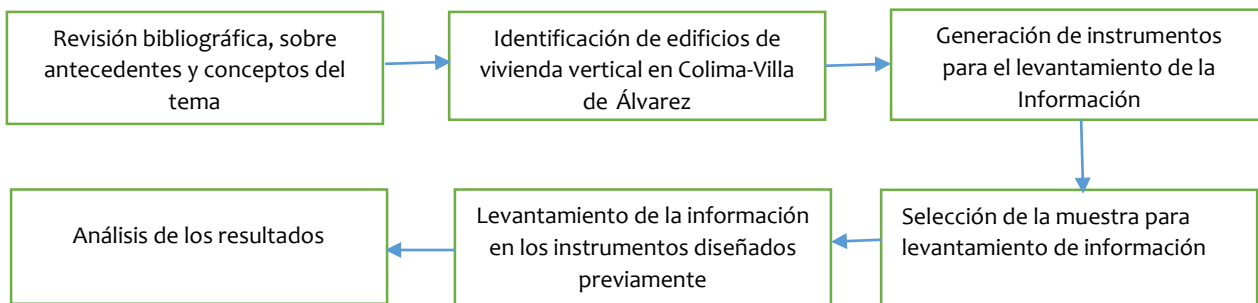 Revisión bibliográfica, sobre
antecedentes y conceptos del
tema
Identificación de edificios de
vivienda vertical en Colima-Villa
de Álvarez
Generación de instrumentos
para el levantamiento de la
Información
Selección de la muestra para
levantamiento de información
Levantamiento de la información
en los instrumentos diseñados
previamente
Análisis de los resultados